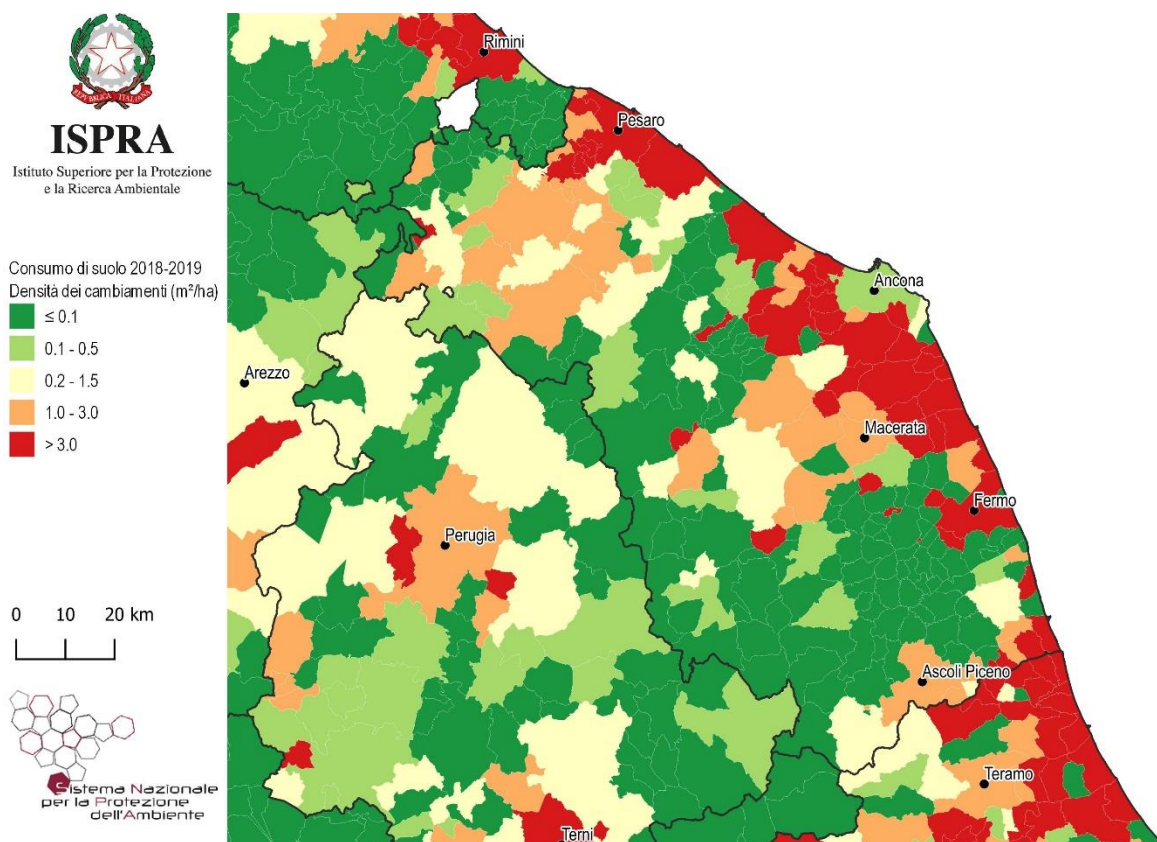 REPVBBLICA ITALIANA
ISPRA
Istituto Superiore per la Protezione
e la Ricerca Ambientale
Consumo di suolo 2018-2019
Densità dei cambiamenti (m²/ha)
≤ 0.1
0.1 - 0.5
0.2 - 1.5
1.0 - 3.0
> 3.0
0 10 20 km
Sistema Nazionale
per la Protezione
dell'Ambiente
Rimini
Pesaro
Ancona
Arezzo
Macerata
Fermo
Perugia
Ascoli Piceno
Teramo
Terni